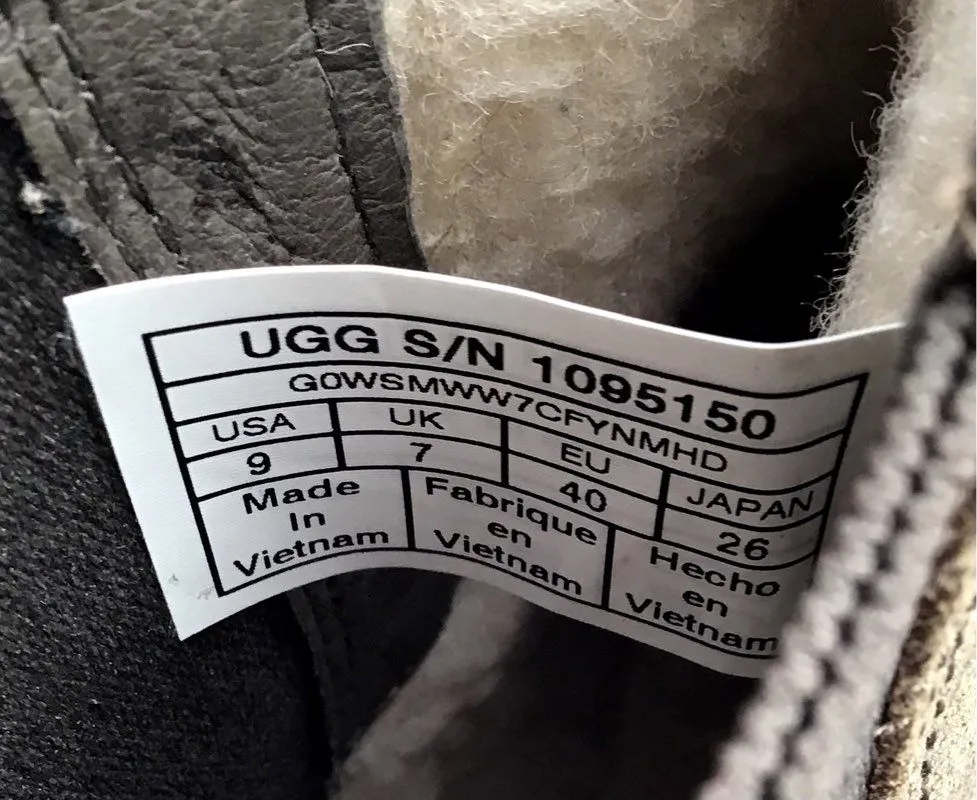 UGG S/N 1095150
G0WSMWW7CFYNMHD
USA UK EU JAPAN
9 7 40 26
Made
In
Vietnam
Fabrique
en
Vietnam
Hecho
en
Vietnam